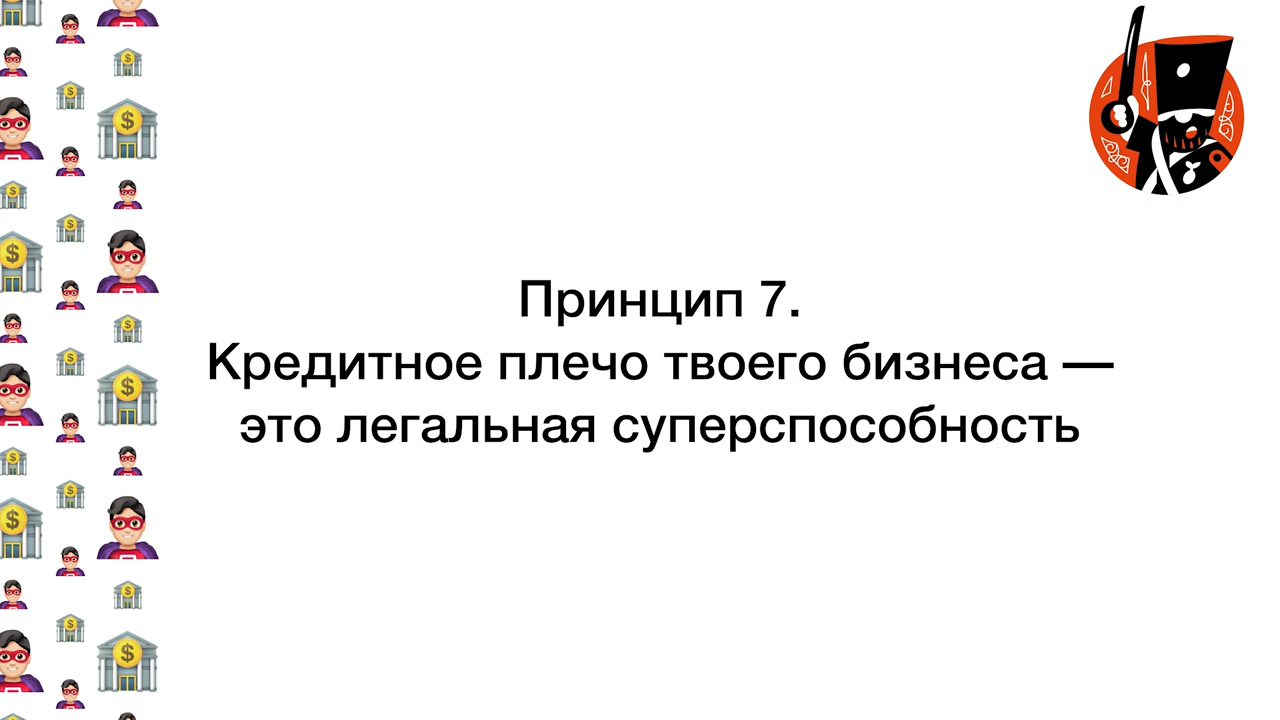 Принцип 7.
Кредитное плечо твоего бизнеса —
это легальная суперспособность